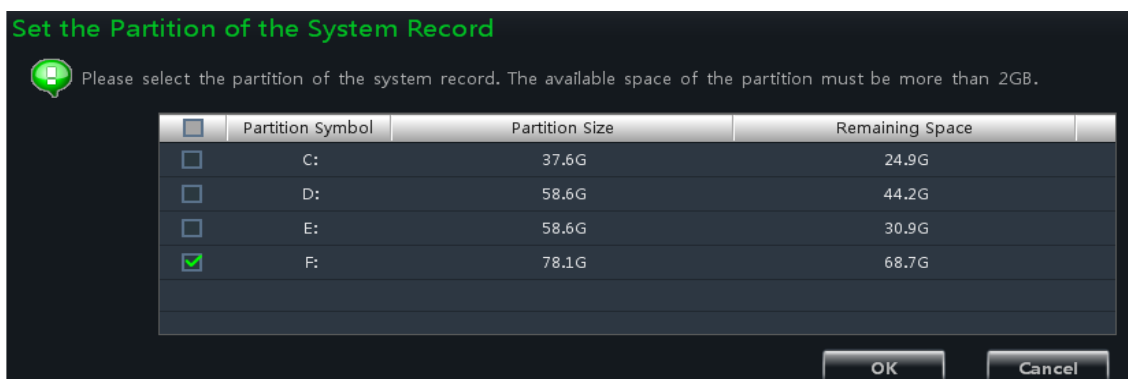 Set the Partition of the System Record
Please select the partition of the system record. The available space of the partition must be more than 2GB.
Partition Symbol Partition Size Remaining Space
C: 37.6G 24.9G
D: 58.6G 44.2G
E: 58.6G 30.9G
F: 78.1G 68.7G
OK Cancel